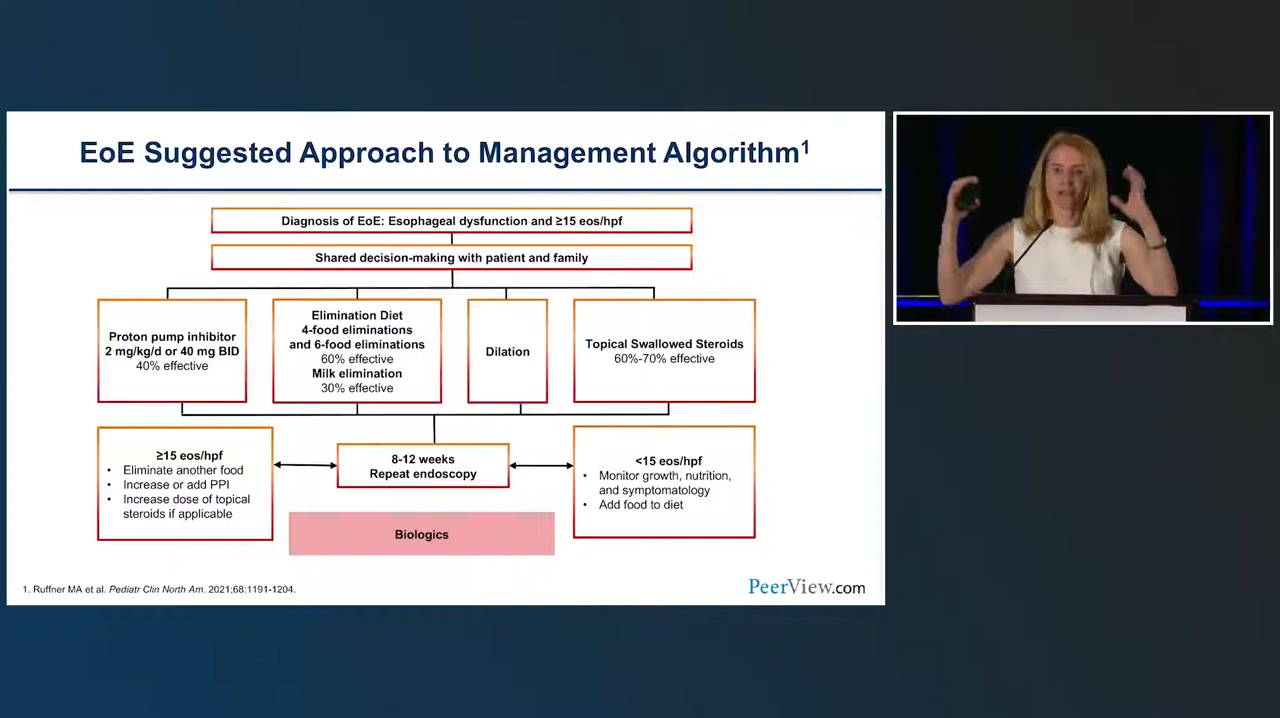 EoE Suggested Approach to Management Algorithm1
Diagnosis of EoE: Esophageal dysfunction and ≥15 eos/hpf
Shared decision-making with patient and family
Proton pump inhibitor
2 mg/kg/d or 40 mg BID
40% effective
Elimination Diet
4-food eliminations
and 6-food eliminations
60% effective
Milk elimination
30% effective
Dilation
Topical Swallowed Steroids
60%-70% effective
≥15 eos/hpf
• Eliminate another food
• Increase or add PPI
• Increase dose of topical
steroids if applicable
8-12 weeks
Repeat endoscopy
<15 eos/hpf
• Monitor growth, nutrition,
and symptomatology
• Add food to diet
Biologics
1. Ruffner MA et al. Pediatr Clin North Am. 2021;68:1191-1204.
PeerView.com